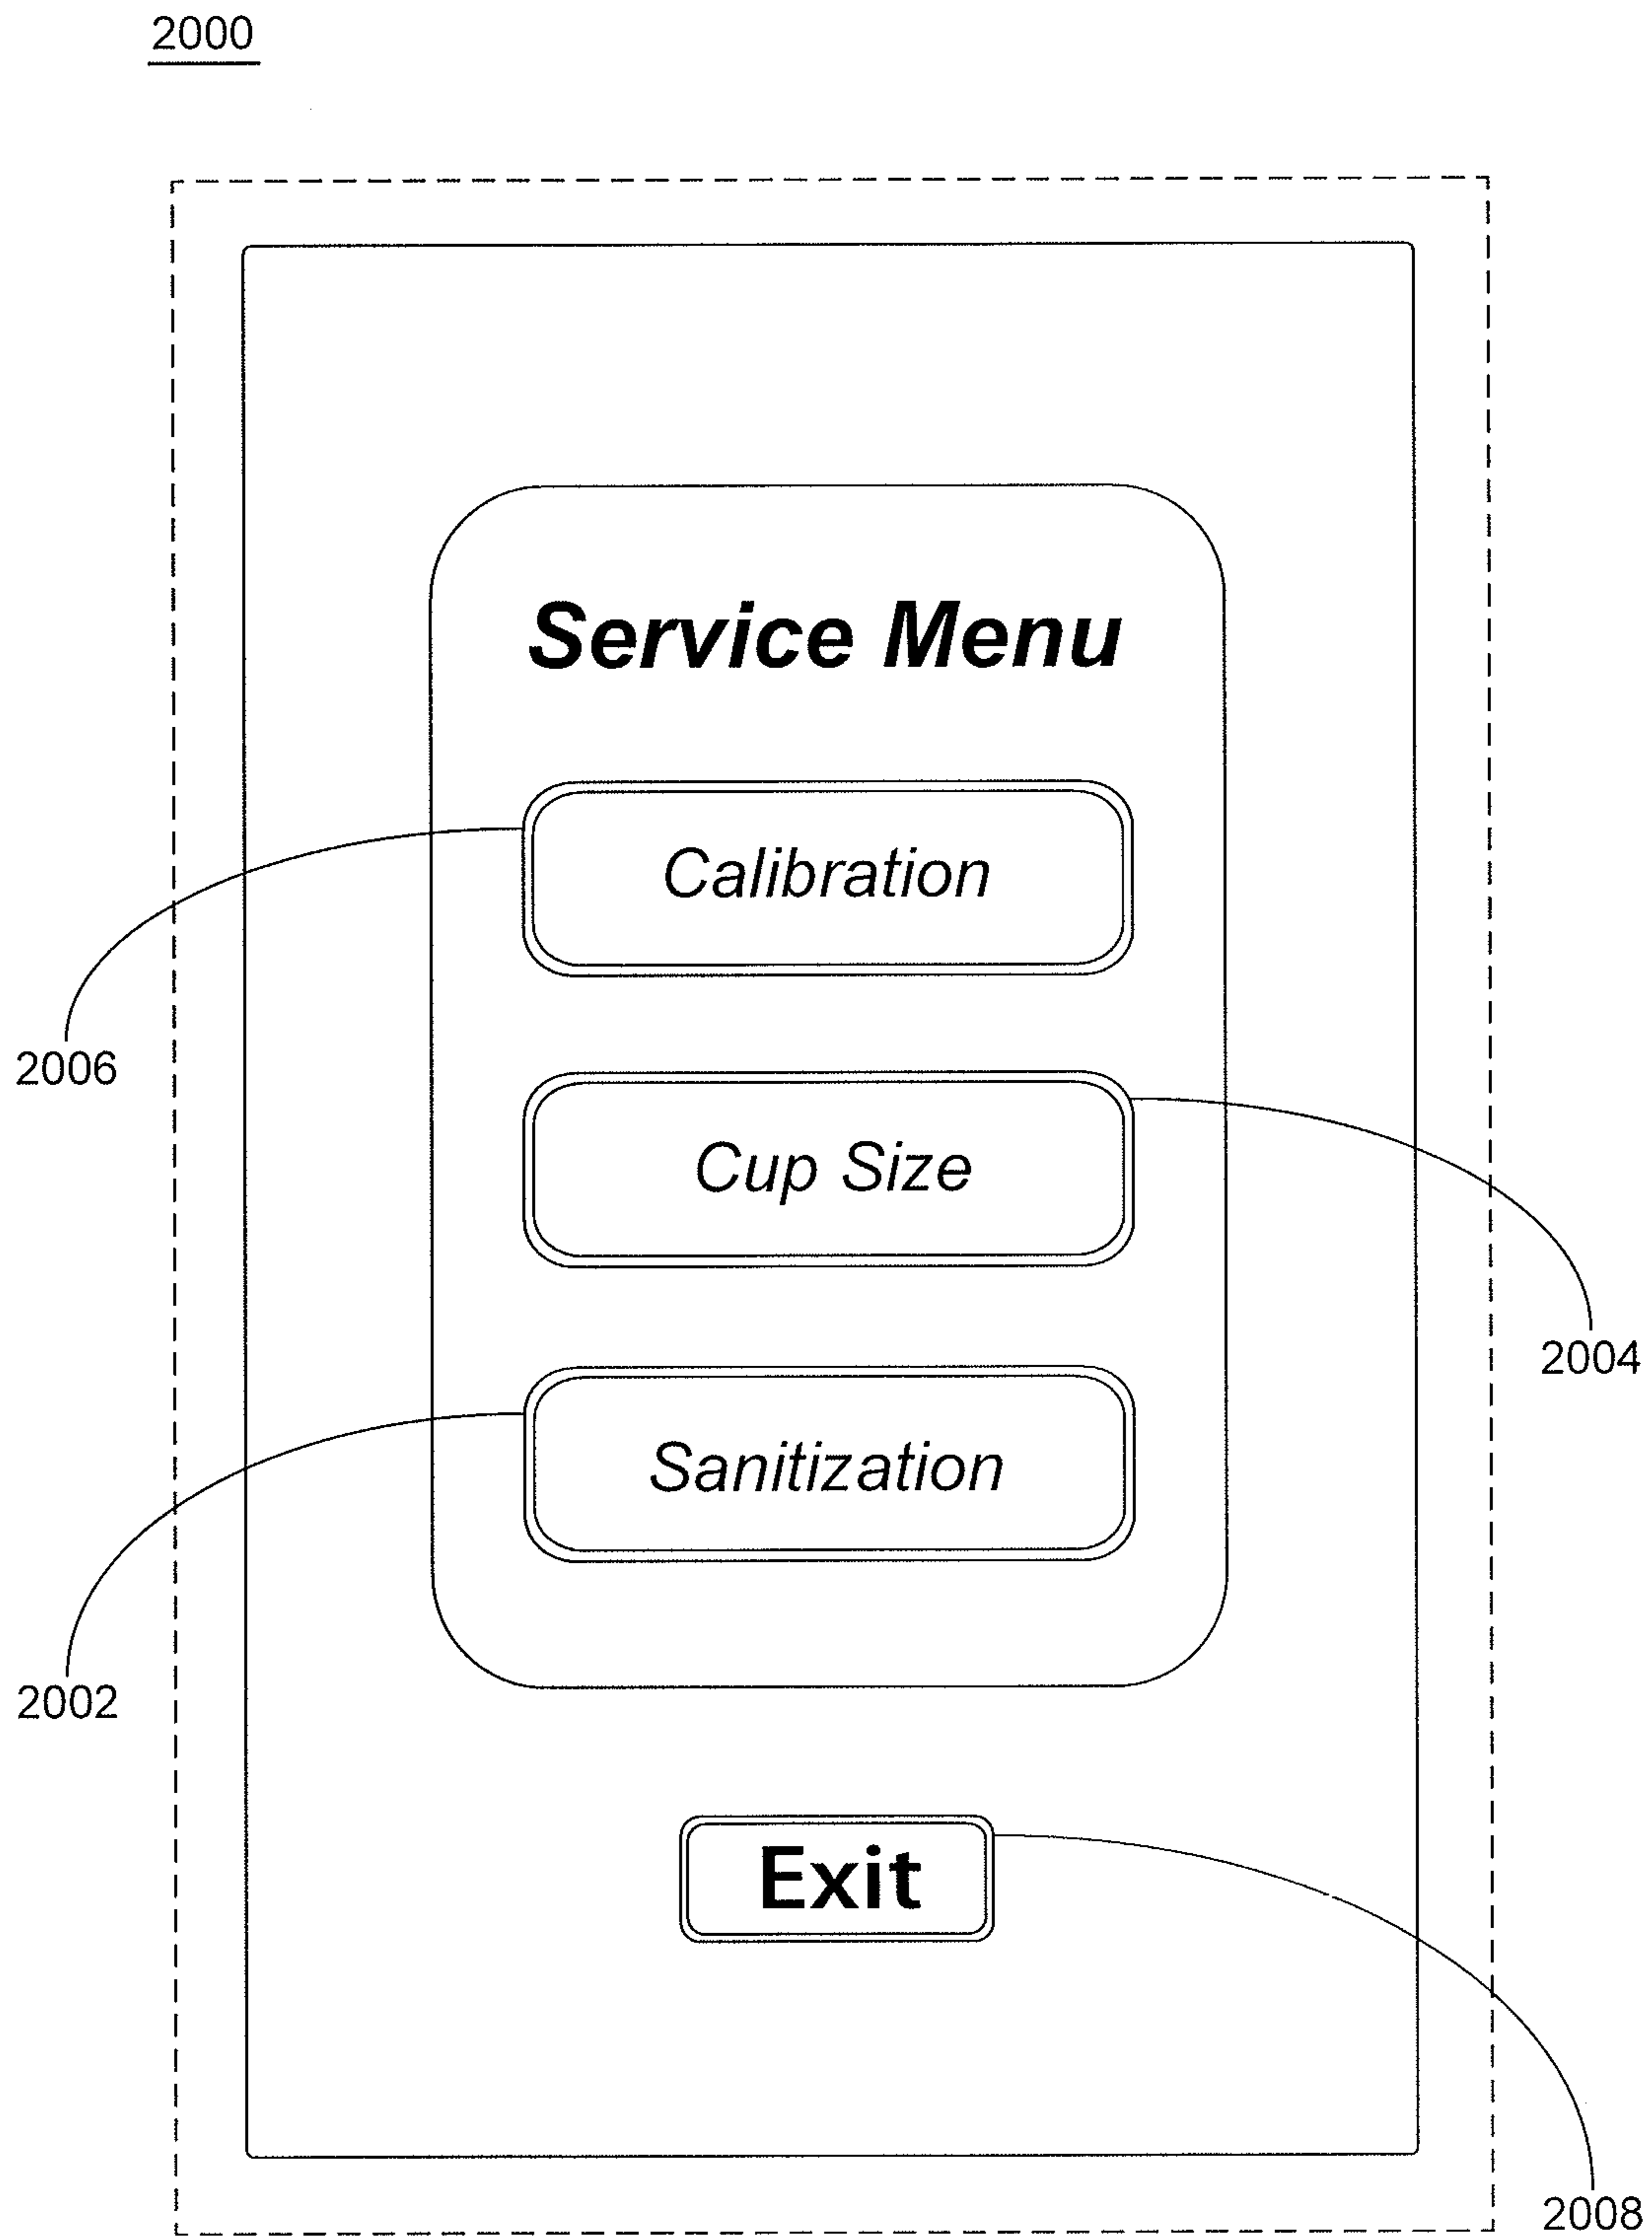 2000
Service Menu
Calibration
2006
Cup Size
2004
Sanitization
2002
Exit
2008